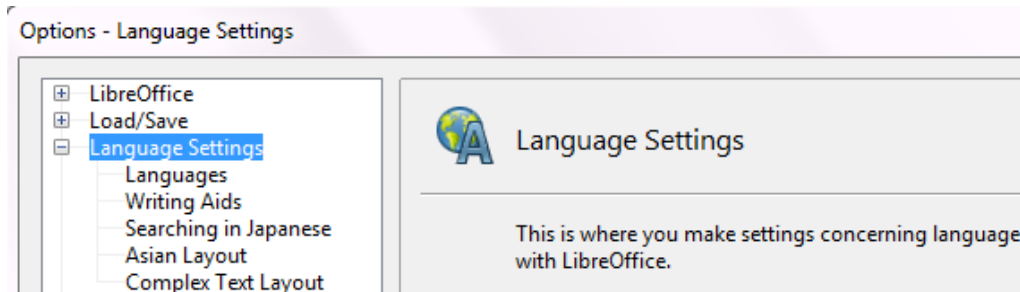 Options - Language Settings
LibreOffice
Load/Save
Language Settings
Languages
Writing Aids
Searching in Japanese
Asian Layout
Complex Text Layout
Language Settings
This is where you make settings concerning language
with LibreOffice.